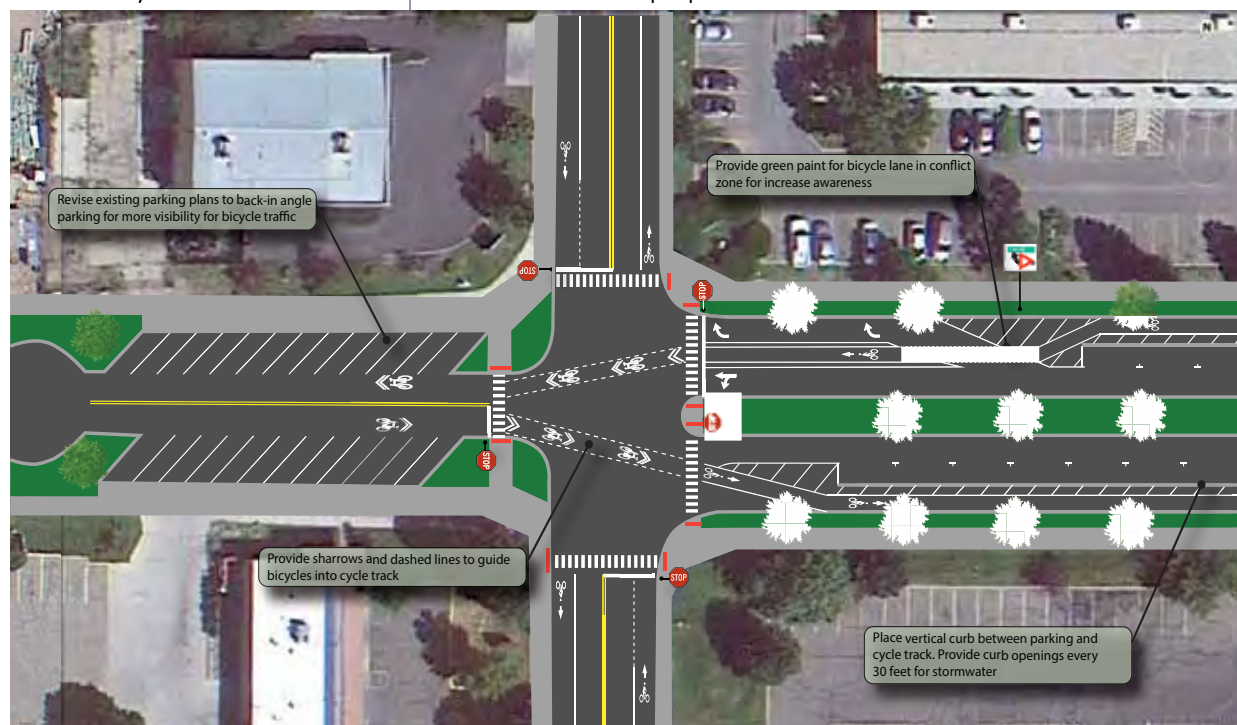 Provide green paint for bicycle lane in conflict
zone for increase awareness
Revise existing parking plans to back-in angle
parking for more visibility for bicycle traffic
STOP
STOP
STOP
Provide sharrows and dashed lines to guide
bicycles into cycle track
STOP
Place vertical curb between parking and
cycle track. Provide curb openings every
30 feet for stormwater
N